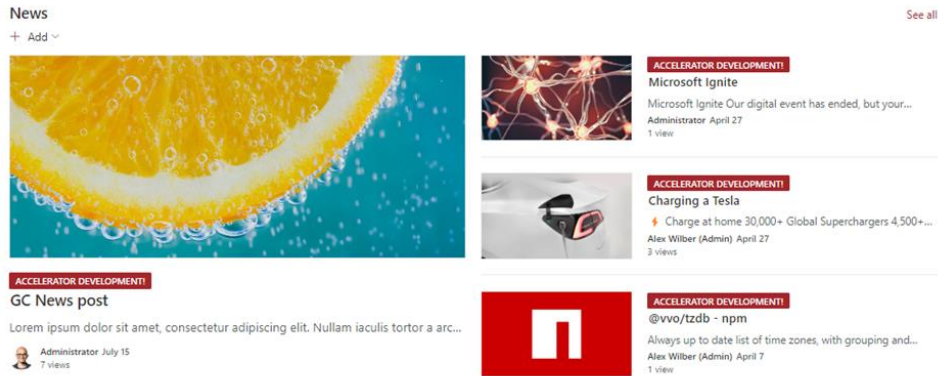 News
See all
+ Add
ACCELERATOR DEVELOPMENT!
GC News post
Lorem ipsum dolor sit amet, consectetur adipiscing elit. Nullam iaculis tortor a arc...
Administrator July 15
7 views
ACCELERATOR DEVELOPMENT!
Microsoft Ignite
Microsoft Ignite Our digital event has ended, but your...
Administrator April 27
1 view
ACCELERATOR DEVELOPMENT!
Charging a Tesla
Charge at home 30,000+ Global Superchargers 4,500+...
Alex Wilber (Admin) April 27
3 views
ACCELERATOR DEVELOPMENT!
@vvo/tzdb - npm
Always up to date list of time zones, with grouping and...
Alex Wilber (Admin) April 7
1 view